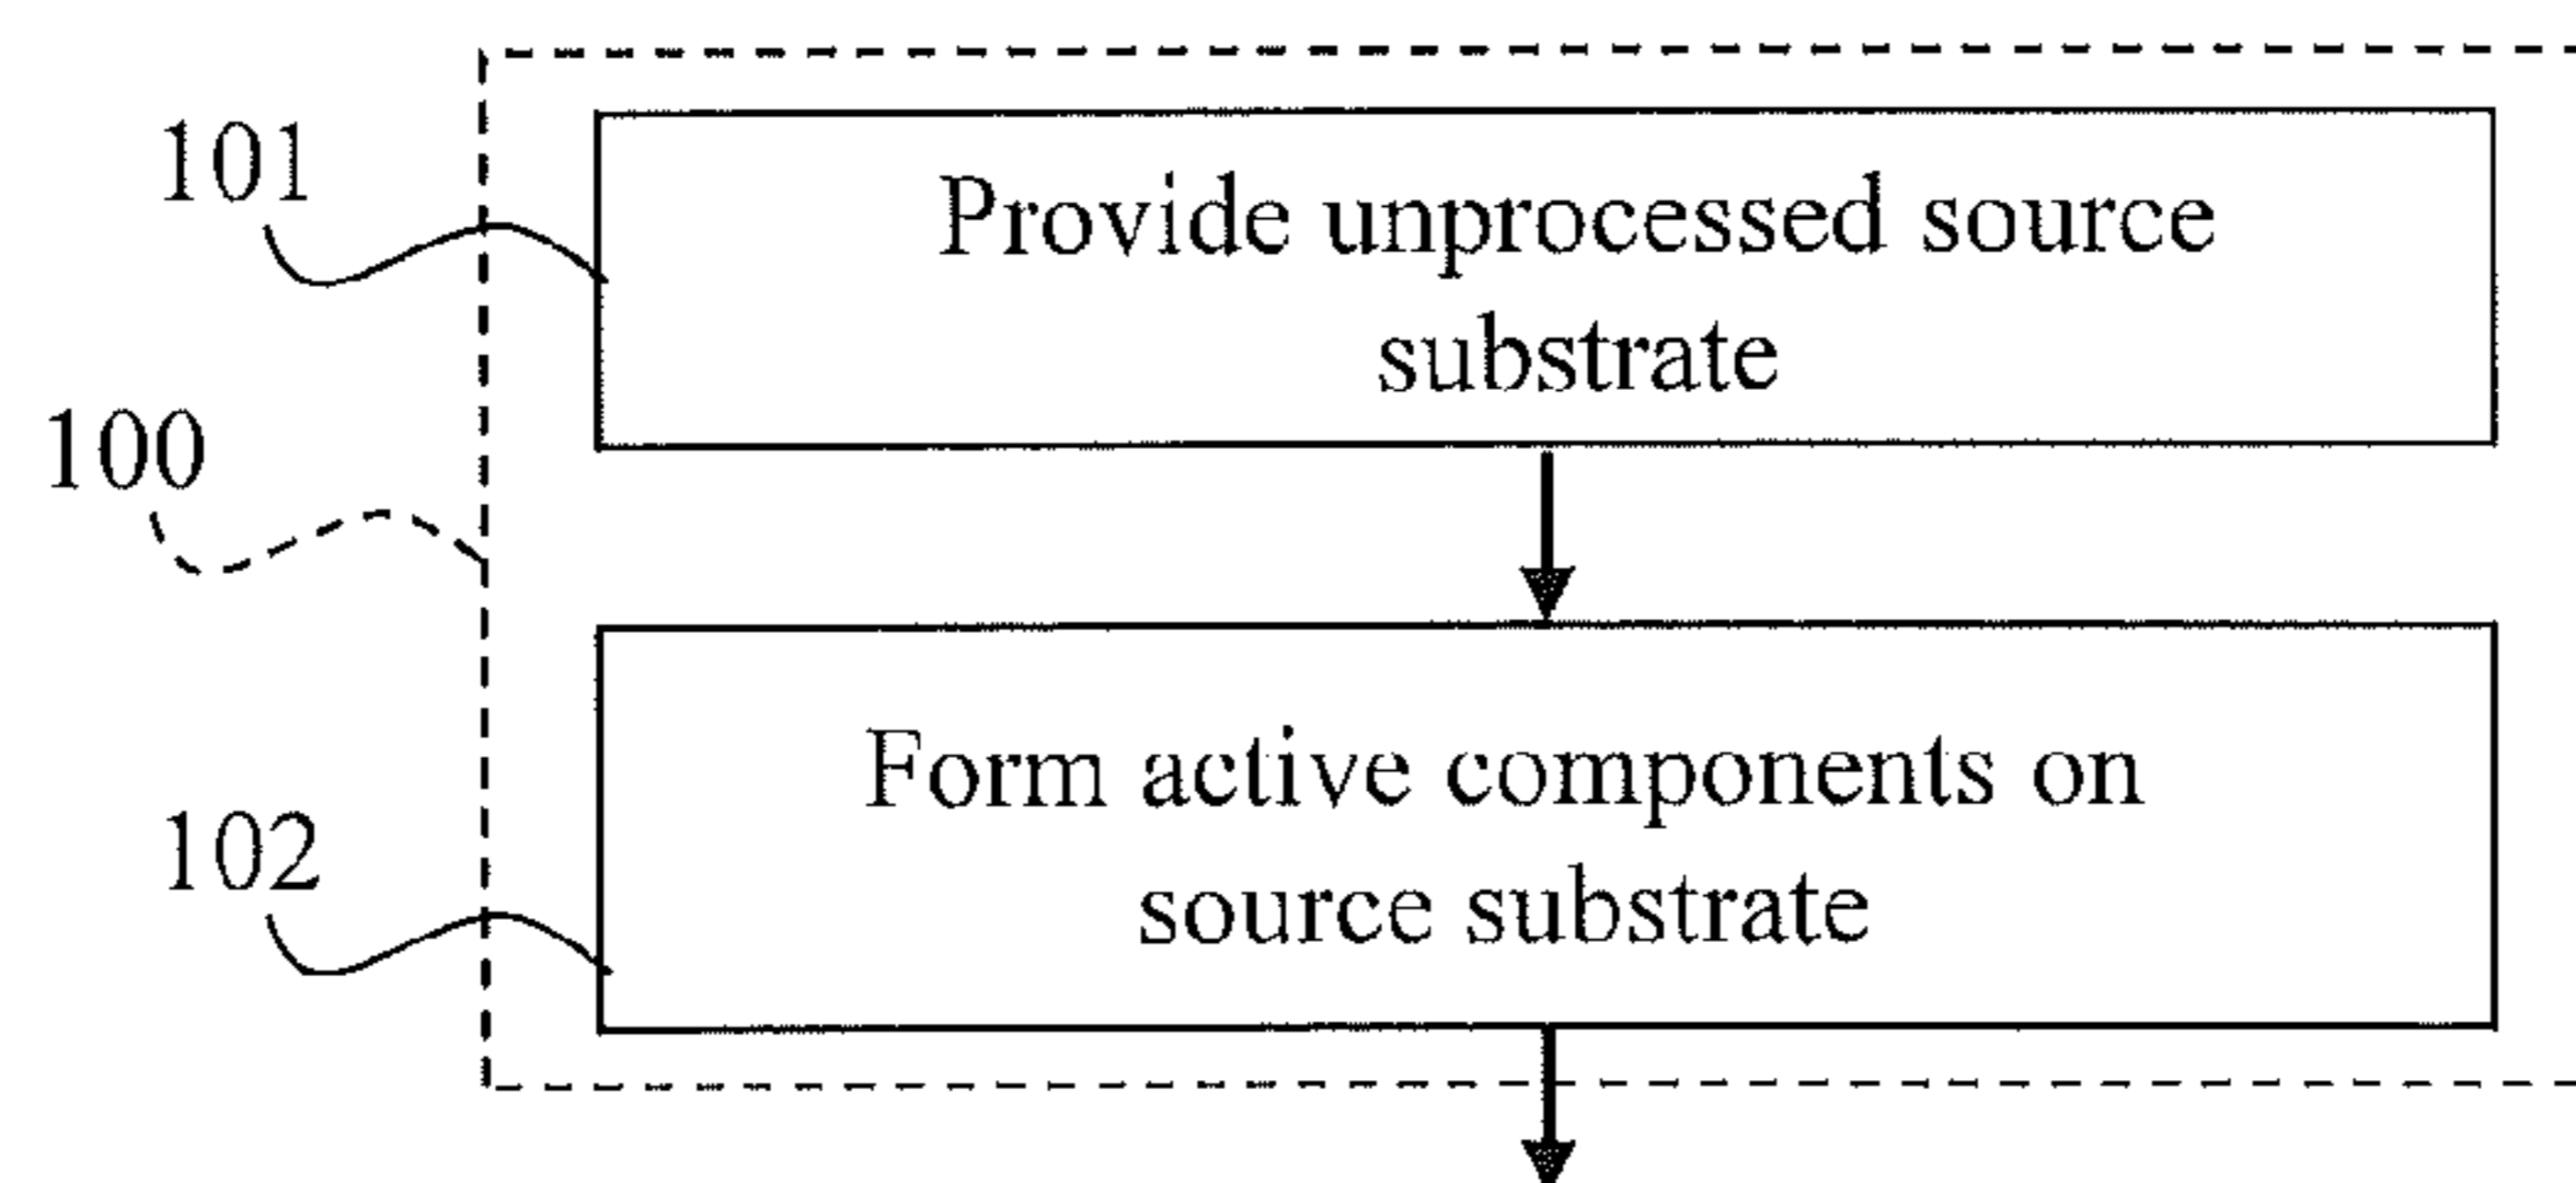 101
Provide unprocessed source
substrate
100
102
Form active components on
source substrate